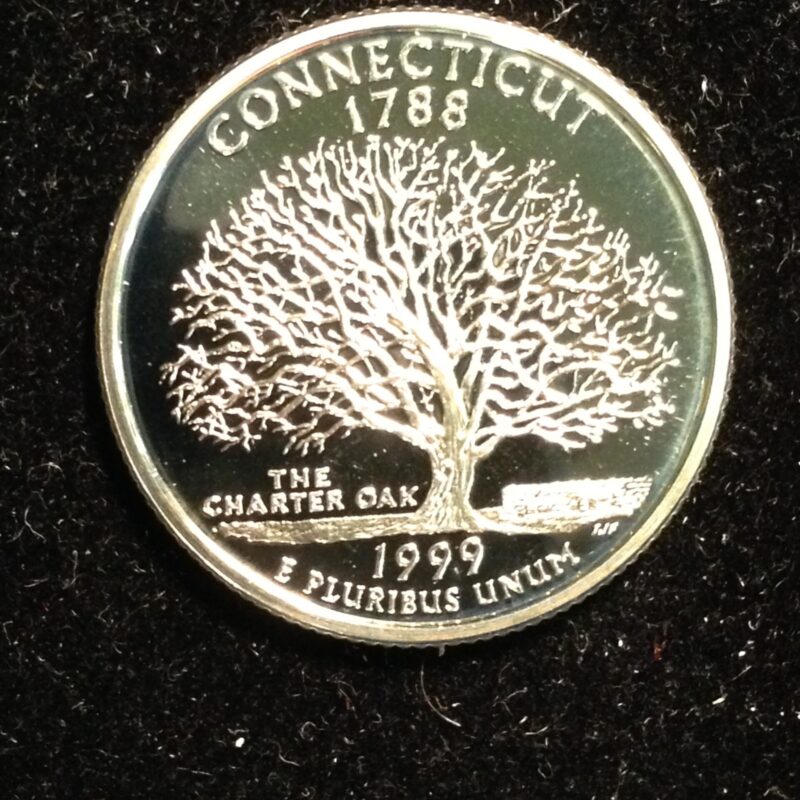 CONNECTICUT
1788
THE
CHARTER OAK
1999
E PLURIBUS UNUM